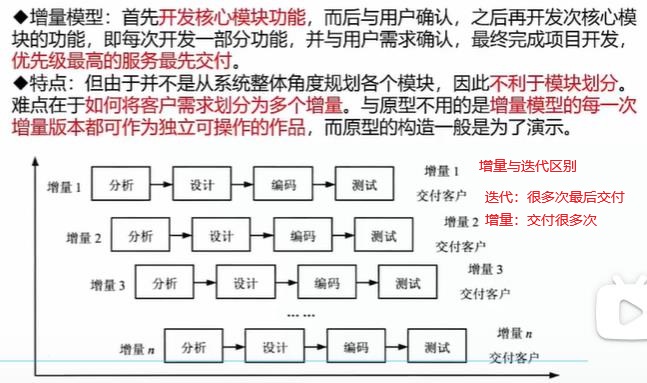 ◆增量模型：首先开发核心模块功能，而后与用户确认，之后再开发次核心模
块的功能，即每次开发一部分功能，并与用户需求确认，最终完成项目开发，
优先级最高的服务最先交付。
◆特点：但由于并不是从系统整体角度规划各个模块，因此不利于模块划分。
难点在于如何将客户需求划分为多个增量。与原型不用的是增量模型的每一次
增量版本都可作为独立可操作的作品，而原型的构造一般是为了演示。
增量 1 分析 设计 编码 测试 增量 1 交付客户
增量与迭代区别
迭代：很多次最后交付
增量：交付很多次
增量 2 分析 设计 编码 测试 增量 2 交付客户
增量 3 分析 设计 编码 测试 增量 3 交付客户
……
增量 n 分析 设计 编码 测试 增量 n 交付客户